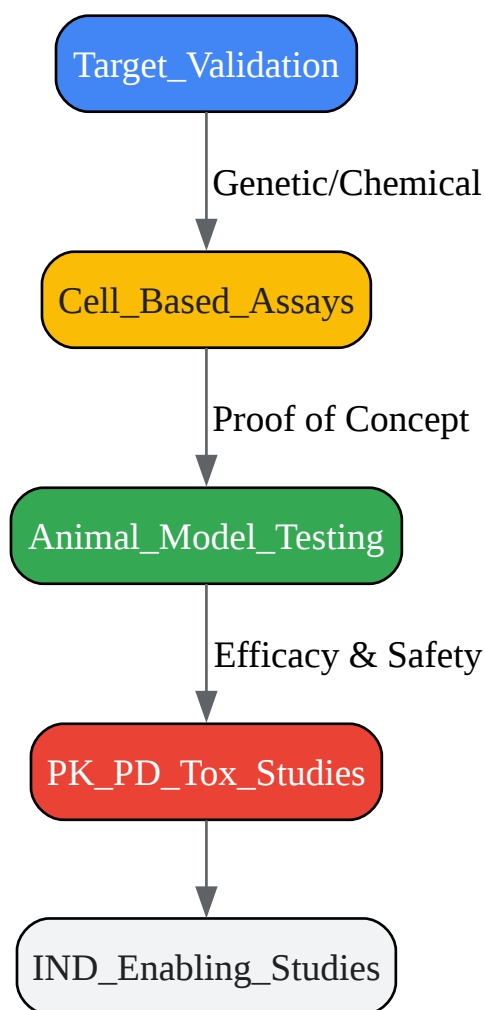 Target_Validation
Genetic/Chemical
Cell_Based_Assays
Proof of Concept
Animal_Model_Testing
Efficacy & Safety
PK_PD_Tox_Studies
IND_Enabling_Studies